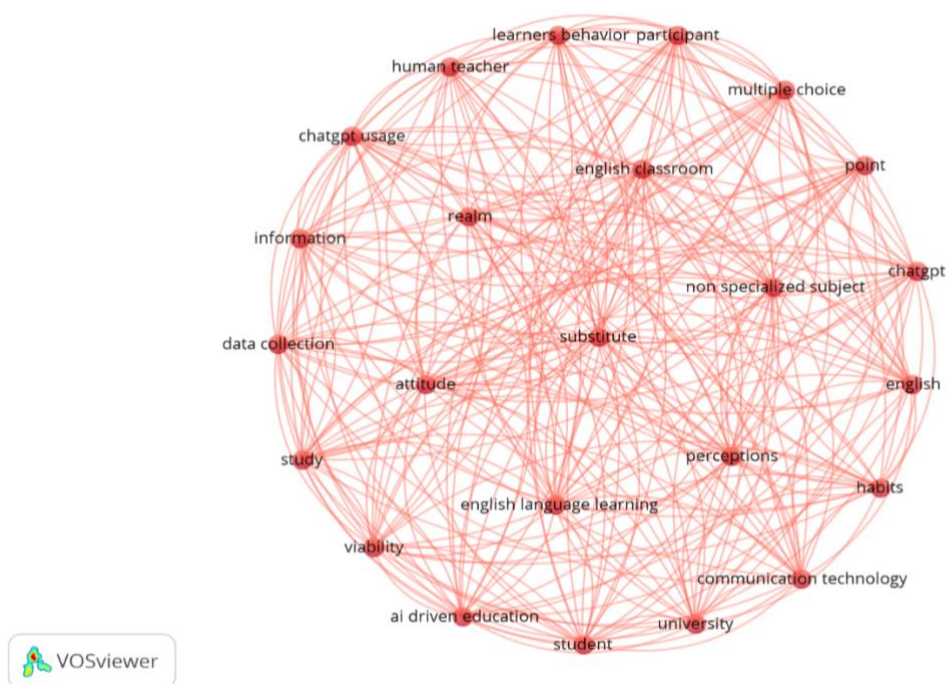 learners behavior
participant
human teacher
multiple choice
chatgpt usage
english classroom
point
realm
information
chatgpt
non specialized subject
substitute
data collection
attitude
english
perceptions
study
habits
english language learning
viability
communication technology
ai driven education
university
student
VOSviewer